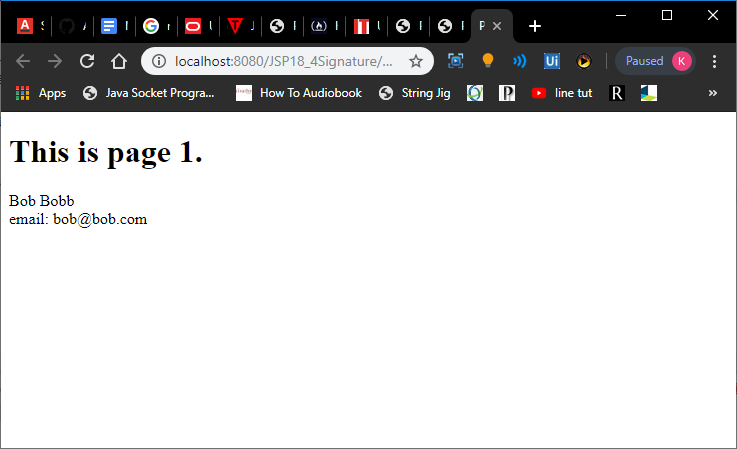 localhost:8080/JSP18_4Signature/...
Paused K
Apps Java Socket Progra... How To Audiobook String Jig line tut R »
This is page 1.
Bob Bobb
email: bob@bob.com